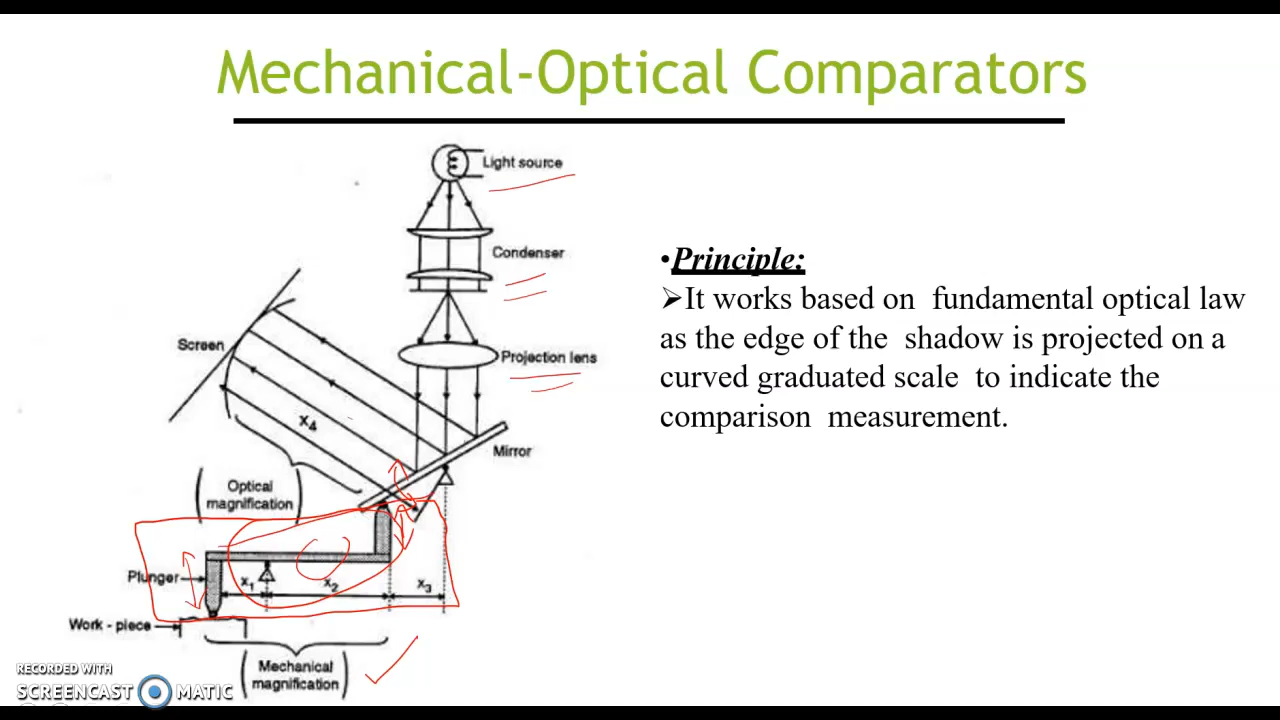 Mechanical-Optical Comparators
Light source
Condenser
•Principle:
➤It works based on fundamental optical law
as the edge of the shadow is projected on a
curved graduated scale to indicate the
comparison measurement.
Screen
Projection lens
x4
Mirror
Optical
magnification
Plunger
x1
x2
x3
Work - piece
Mechanical
magnification
RECORDED WITH
SCREENCAST MATIC